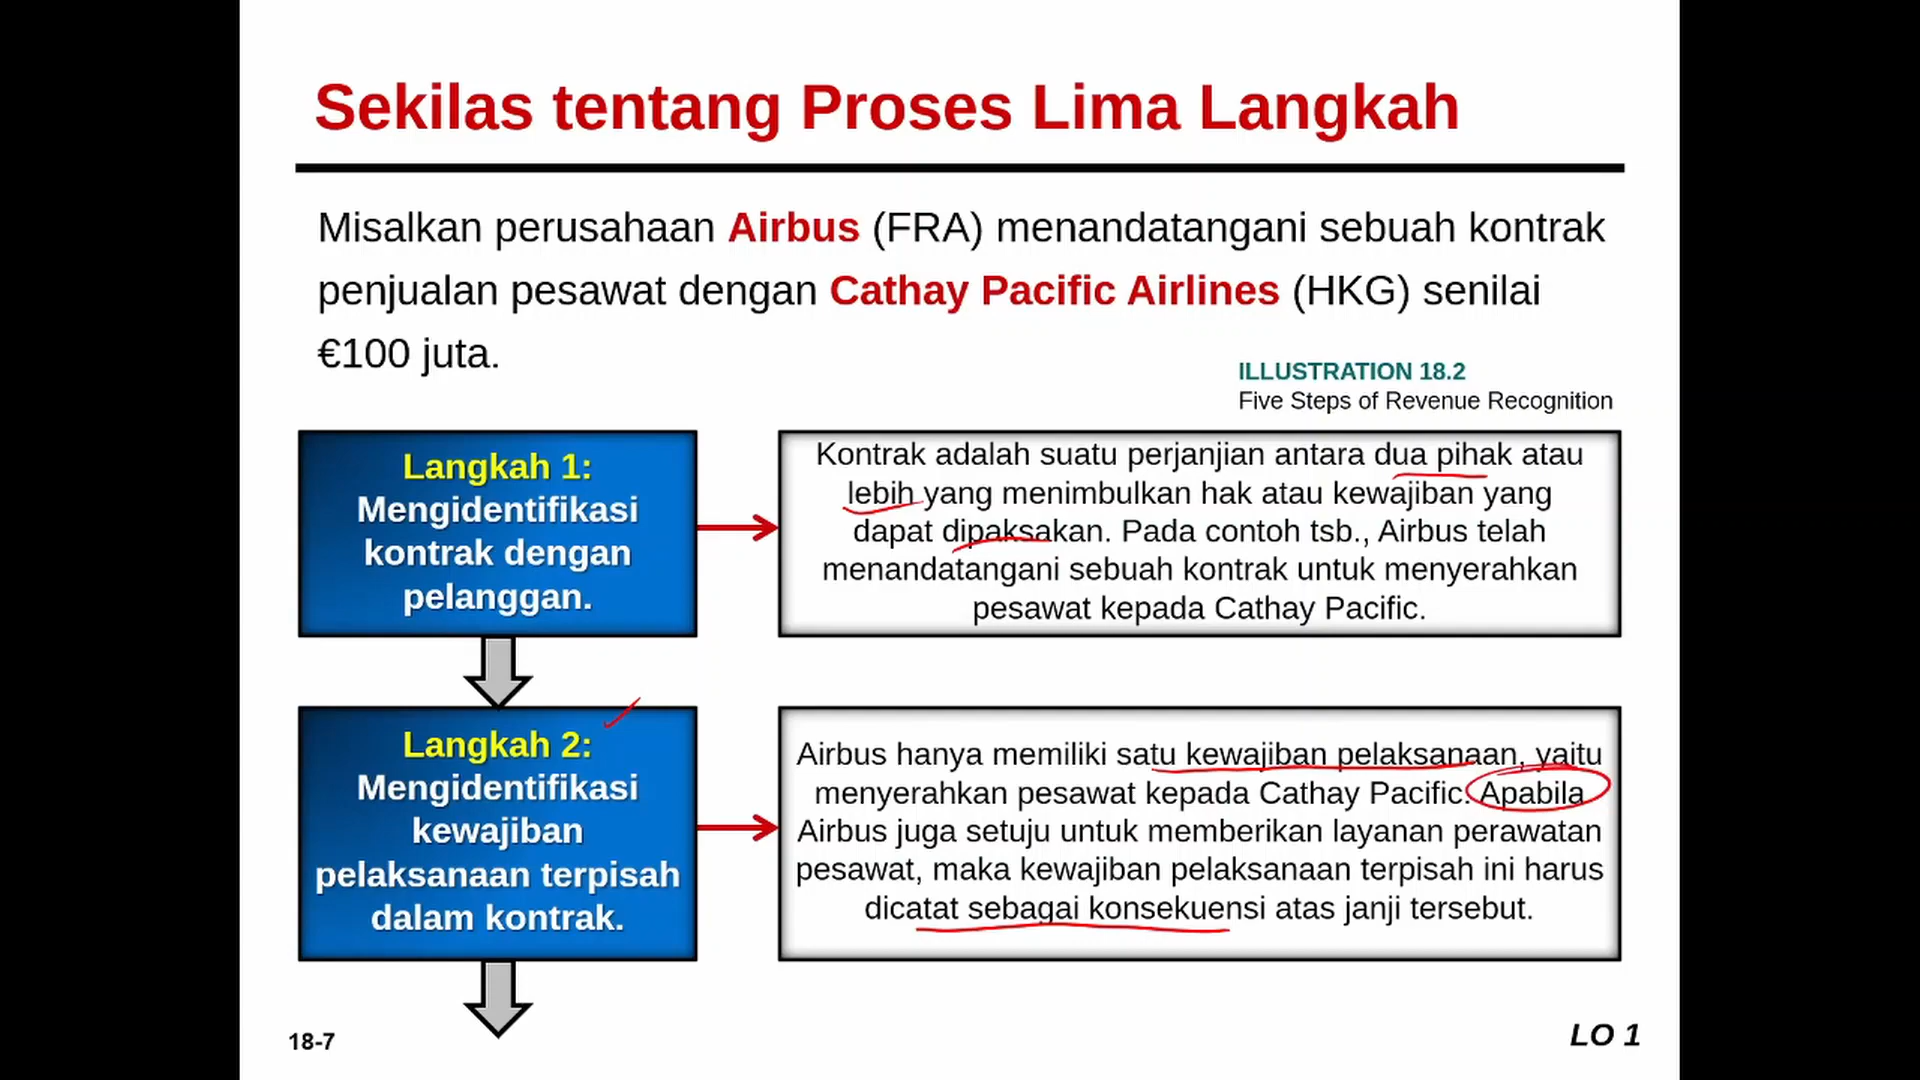 Sekilas tentang Proses Lima Langkah
Misalkan perusahaan Airbus (FRA) menandatangani sebuah kontrak
penjualan pesawat dengan Cathay Pacific Airlines (HKG) senilai
€100 juta.
ILLUSTRATION 18.2
Five Steps of Revenue Recognition
Langkah 1:
Mengidentifikasi
kontrak dengan
pelanggan.
Kontrak adalah suatu perjanjian antara dua pihak atau
lebih yang menimbulkan hak atau kewajiban yang
dapat dipaksakan. Pada contoh tsb., Airbus telah
menandatangani sebuah kontrak untuk menyerahkan
pesawat kepada Cathay Pacific.
Langkah 2:
Mengidentifikasi
kewajiban
pelaksanaan terpisah
dalam kontrak.
Airbus hanya memiliki satu kewajiban pelaksanaan, yaitu
menyerahkan pesawat kepada Cathay Pacific. Apabila
Airbus juga setuju untuk memberikan layanan perawatan
pesawat, maka kewajiban pelaksanaan terpisah ini harus
dicatat sebagai konsekuensi atas janji tersebut.
18-7
LO 1